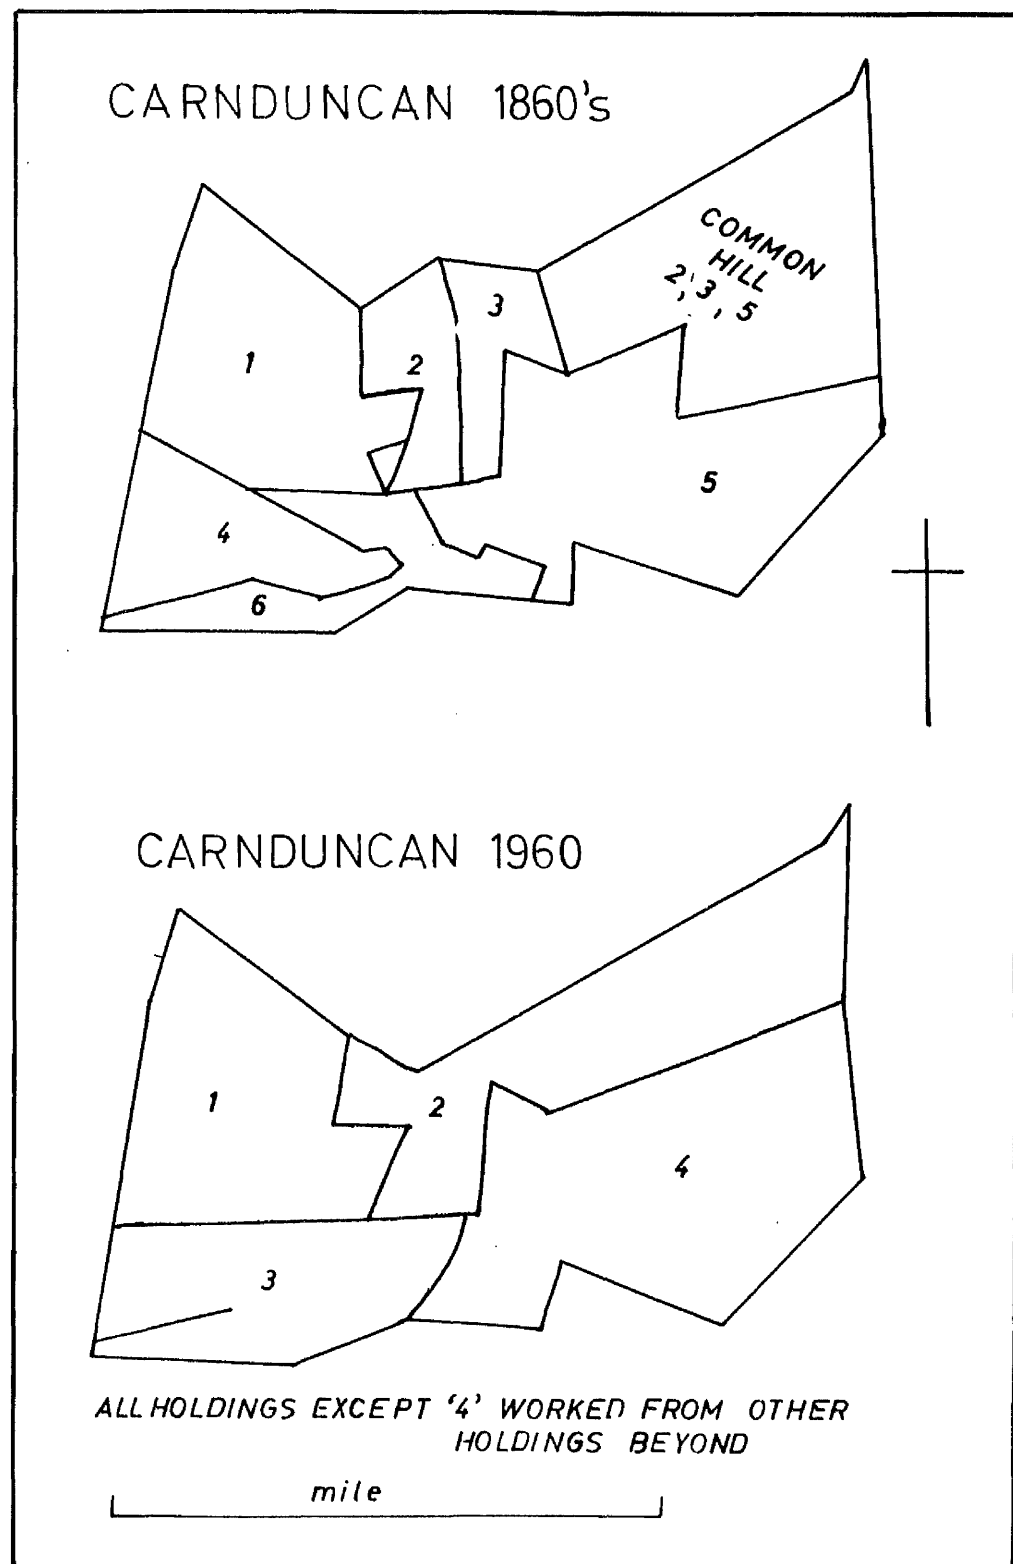 CARNDUNCAN 1860's
COMMON
HILL
2, 3, 5
1
2
3
4
5
6
CARNDUNCAN 1960
1
2
3
4
ALL HOLDINGS EXCEPT '4' WORKED FROM OTHER
HOLDINGS BEYOND
mile